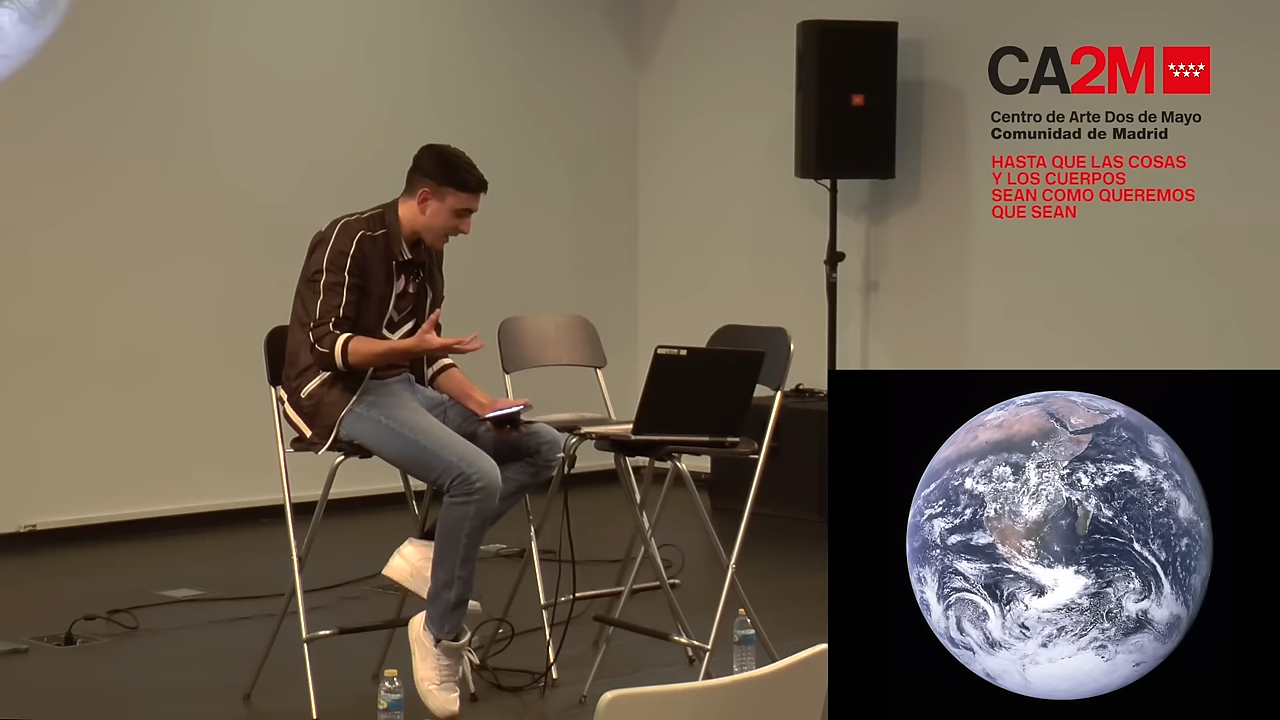 CA2M
Centro de Arte Dos de Mayo
Comunidad de Madrid
HASTA QUE LAS COSAS
Y LOS CUERPOS
SEAN COMO QUEREMOS
QUE SEAN